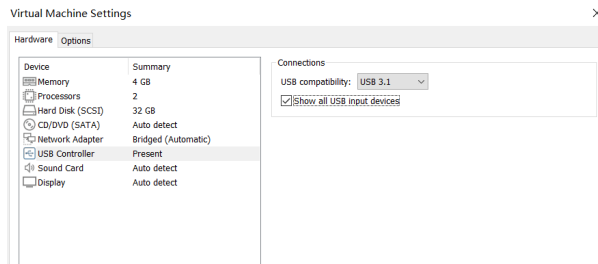 Virtual Machine Settings
Hardware Options
Device Summary
Memory 4 GB
Processors 2
Hard Disk (SCSI) 32 GB
CD/DVD (SATA) Auto detect
Network Adapter Bridged (Automatic)
USB Controller Present
Sound Card Auto detect
Display Auto detect
Connections
USB compatibility: USB 3.1
Show all USB input devices